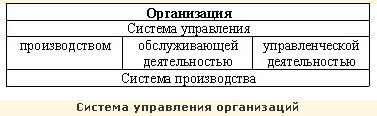 Организация
Система управления
производством обслуживающей управленческой
деятельностью деятельностью
Система производства
Система управления организаций